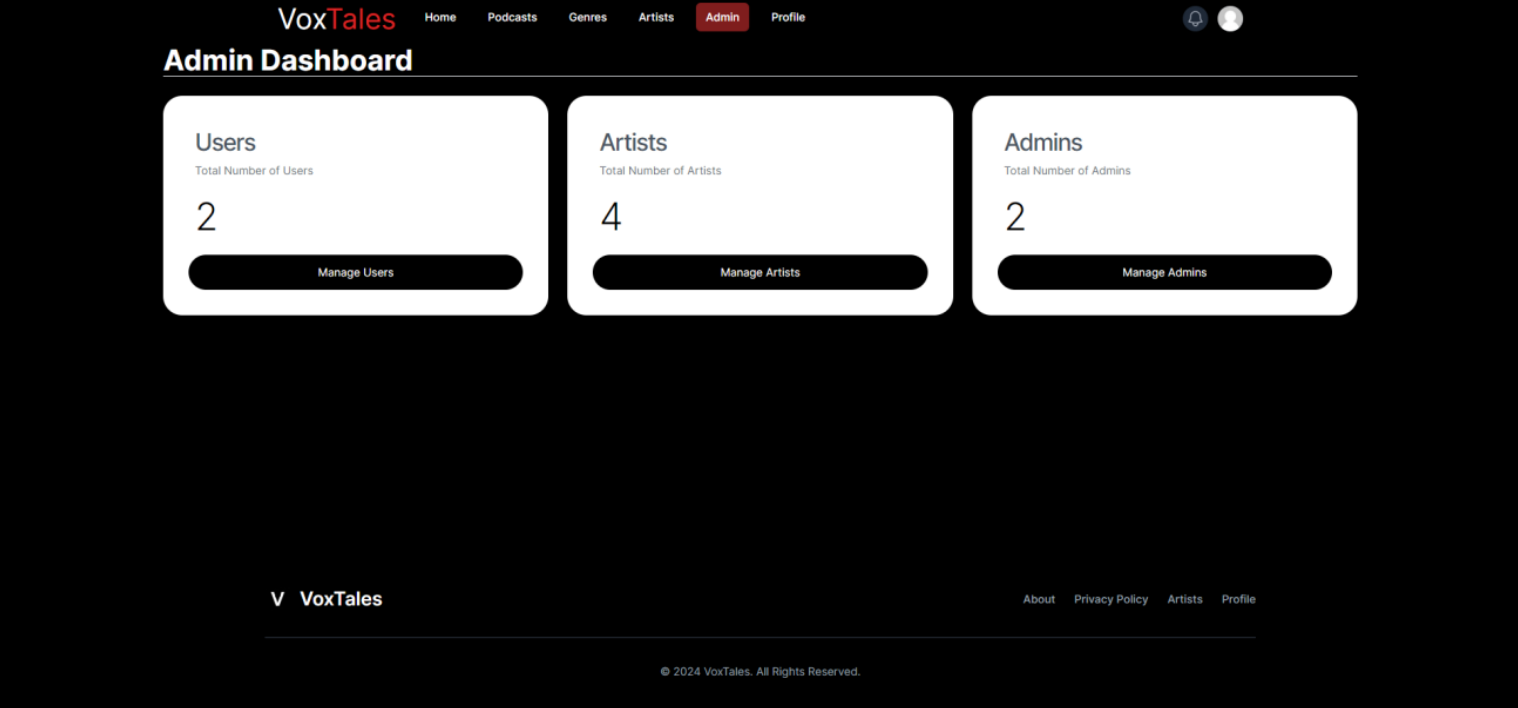 VoxTales Home Podcasts Genres Artists Admin Profile
Admin Dashboard
Users
Total Number of Users
2
Manage Users
Artists
Total Number of Artists
4
Manage Artists
Admins
Total Number of Admins
2
Manage Admins
V VoxTales
About Privacy Policy Artists Profile
© 2024 VoxTales. All Rights Reserved.